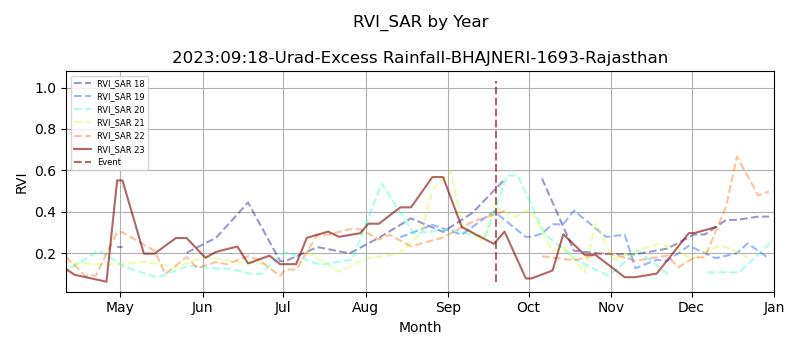 RVI_SAR by Year
2023:09:18-Urad-Excess Rainfall-BHAJNERI-1693-Rajasthan
1.0
0.8
0.6
0.4
0.2
RVI
RVI_SAR 18
RVI_SAR 19
RVI_SAR 20
RVI_SAR 21
RVI_SAR 22
RVI_SAR 23
Event
May Jun Jul Aug Sep Oct Nov Dec Jan
Month